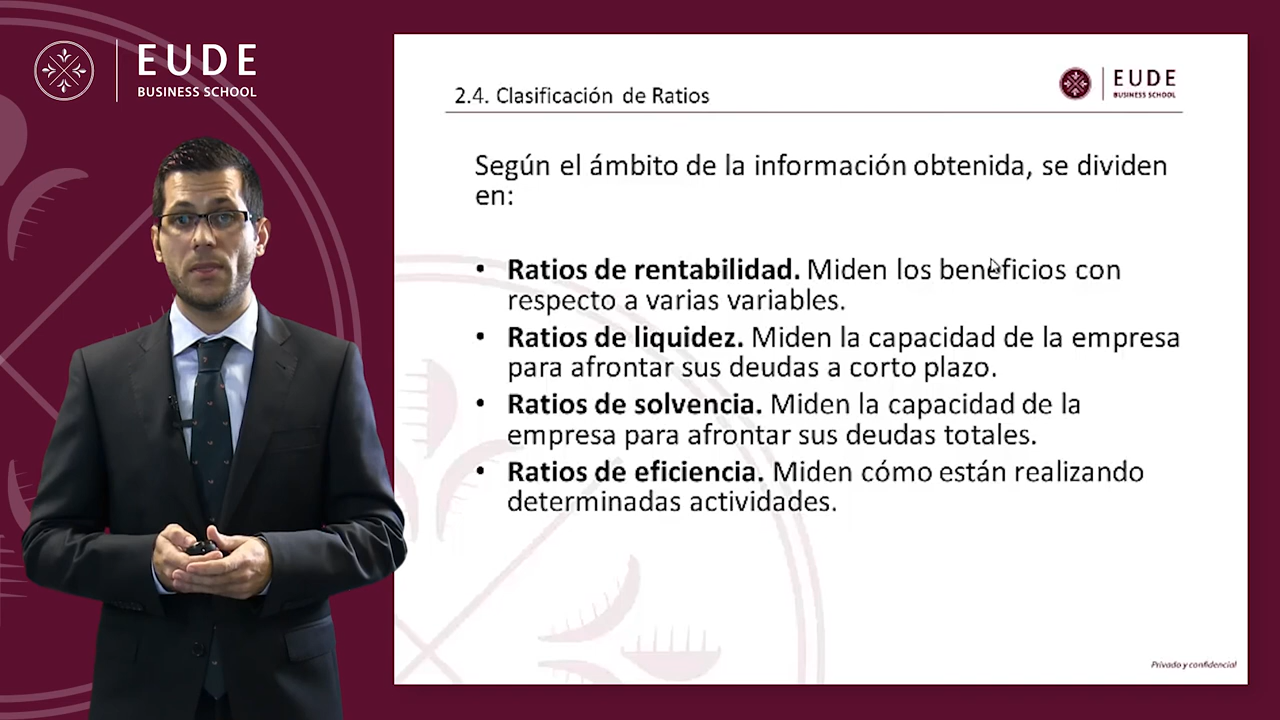 EUDE
BUSINESS SCHOOL
2.4. Clasificación de Ratios
EUDE
BUSINESS SCHOOL
Según el ámbito de la información obtenida, se dividen
en:
• Ratios de rentabilidad. Miden los beneficios con
respecto a varias variables.
• Ratios de liquidez. Miden la capacidad de la empresa
para afrontar sus deudas a corto plazo.
• Ratios de solvencia. Miden la capacidad de la
empresa para afrontar sus deudas totales.
• Ratios de eficiencia. Miden cómo están realizando
determinadas actividades.
Privado y confidencial